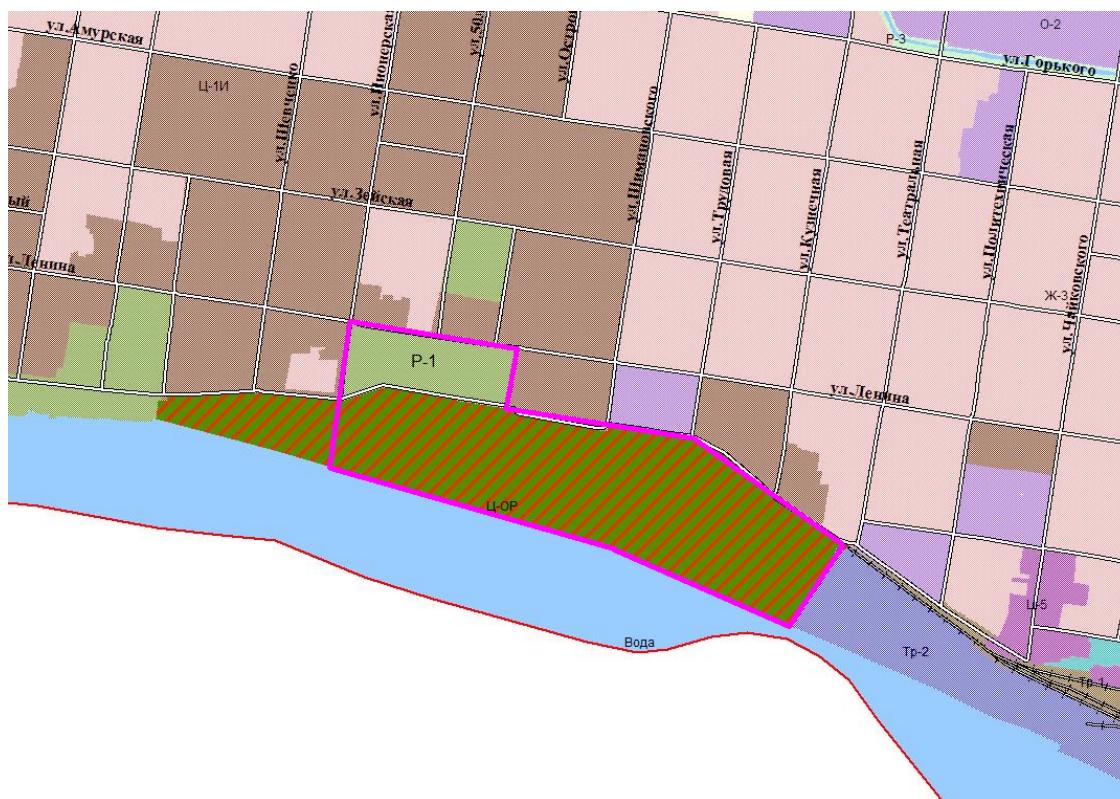 ул.Амурская
О-2
Р-3
ул.Горького
Ц-1И
ул.Шевченко
ул.Пионерская
ул.50
ул.Остро
ул.Шимановского
ул.Трудовая
ул.Кузнечная
ул.Театральная
ул.Политехническая
ул.Чайковского
ул.Зейская
ый
л.Ленина
Ж-3
Р-1
ул.Ленина
Ц-ОР
Ц-5
Вода
Тр-2
Тр-1